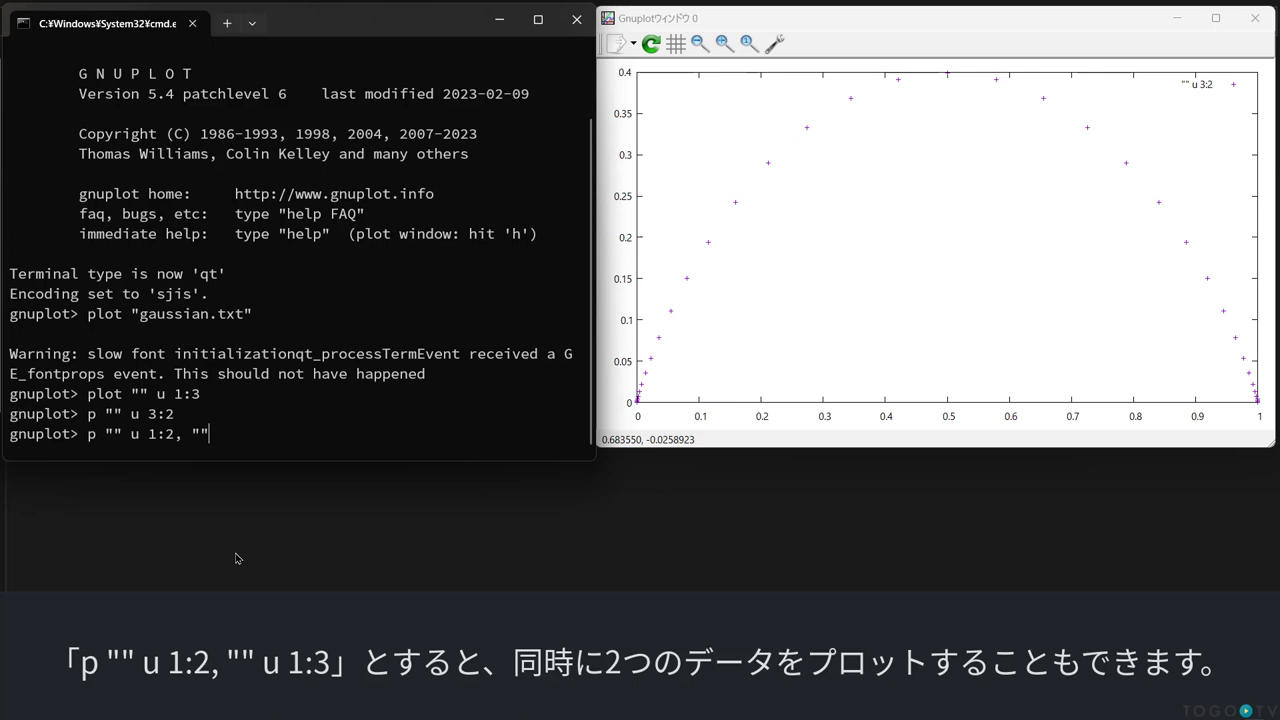 C:¥Windows¥System32¥cmd.e
G N U P L O T
Version 5.4 patchlevel 6    last modified 2023-02-09
Copyright (C) 1986-1993, 1998, 2004, 2007-2023
Thomas Williams, Colin Kelley and many others
gnuplot home:     http://www.gnuplot.info
faq, bugs, etc:   type "help FAQ"
immediate help:   type "help"  (plot window: hit 'h')
Terminal type is now 'qt'
Encoding set to 'sjis'.
gnuplot> plot "gaussian.txt"
Warning: slow font initializationqt_processTermEvent received a G
E_fontprops event. This should not have happened
gnuplot> plot "" u 1:3
gnuplot> p "" u 3:2
gnuplot> p "" u 1:2, ""
Gnuplotウィンドウ 0
"" u 3:2
0.4
0.35
0.3
0.25
0.2
0.15
0.1
0.05
0
0 0.1 0.2 0.3 0.4 0.5 0.6 0.7 0.8 0.9 1
0.683550, -0.0258923
「p "" u 1:2, "" u 1:3」とすると、同時に2つのデータをプロットすることもできます。
TOGO TV